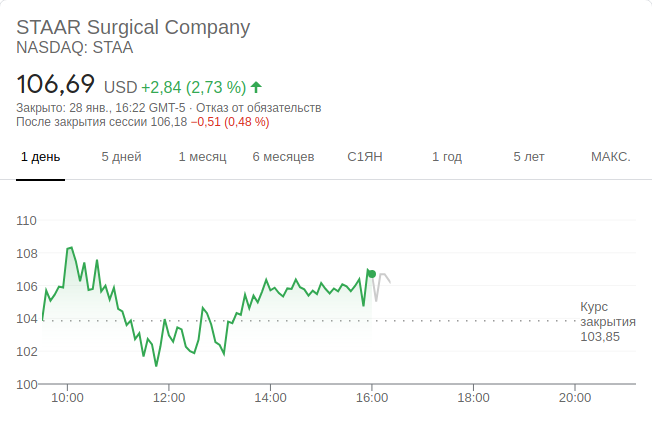 STAAR Surgical Company
NASDAQ: STAA
106,69 USD +2,84 (2,73 %)
Закрыто: 28 янв., 16:22 GMT-5 · Отказ от обязательств
После закрытия сессии 106,18 −0,51 (0,48 %)
1 день 5 дней 1 месяц 6 месяцев С1ЯН 1 год 5 лет МАКС.
110
108
106
104
102
100
Курс
закрытия
103,85
10:00 12:00 14:00 16:00 18:00 20:00